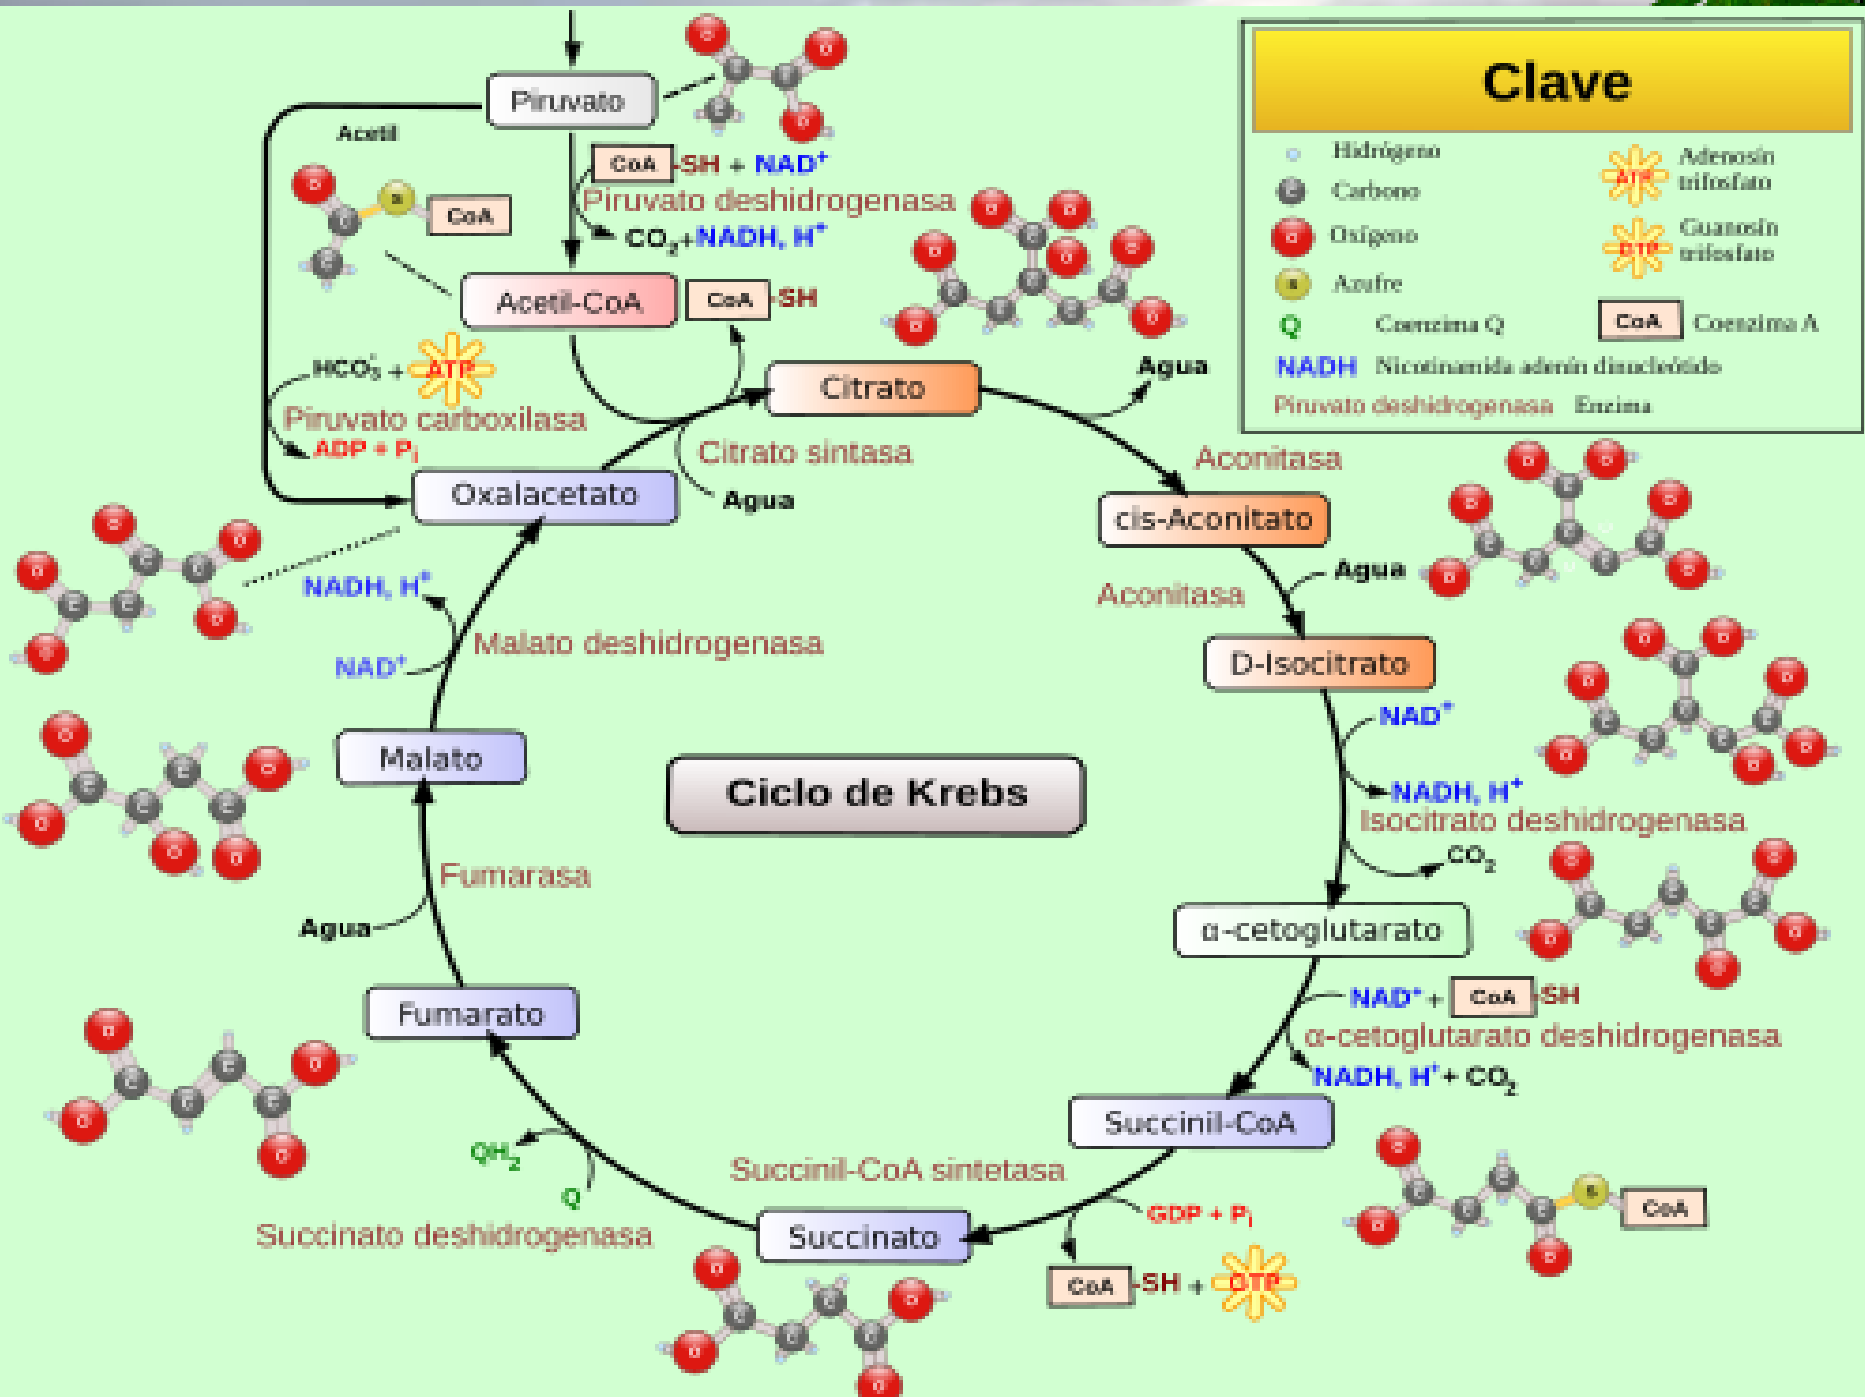 Clave
Hidrógeno
Carbono
Oxígeno
Azufre
Q Coenzima Q
ATP Adenosín
trifosfato
GTP Guanosín
trifosfato
CoA Coenzima A
NADH Nicotinamida adenín dinucleótido
Piruvato deshidrogenasa Enzima
Piruvato
Acetil
CoA
CoA-SH + NAD⁺
Piruvato deshidrogenasa
CO₂+NADH, H⁺
Acetil-CoA
CoA-SH
HCO₃⁻ + ATP
Piruvato carboxilasa
ADP + Pᵢ
Citrato
Agua
Citrato sintasa
Agua
Oxalacetato
Aconitasa
cis-Aconitato
Agua
Aconitasa
D-Isocitrato
NAD⁺
NADH, H⁺
Isocitrato deshidrogenasa
CO₂
α-cetoglutarato
NAD⁺ + CoA-SH
α-cetoglutarato deshidrogenasa
NADH, H⁺+ CO₂
Succinil-CoA
CoA
Succinil-CoA sintetasa
GDP + Pᵢ
CoA-SH + GTP
Succinato
Succinato deshidrogenasa
Q
QH₂
Fumarato
Agua
Fumarasa
Malato
NAD⁺
Malato deshidrogenasa
NADH, H⁺
Ciclo de Krebs